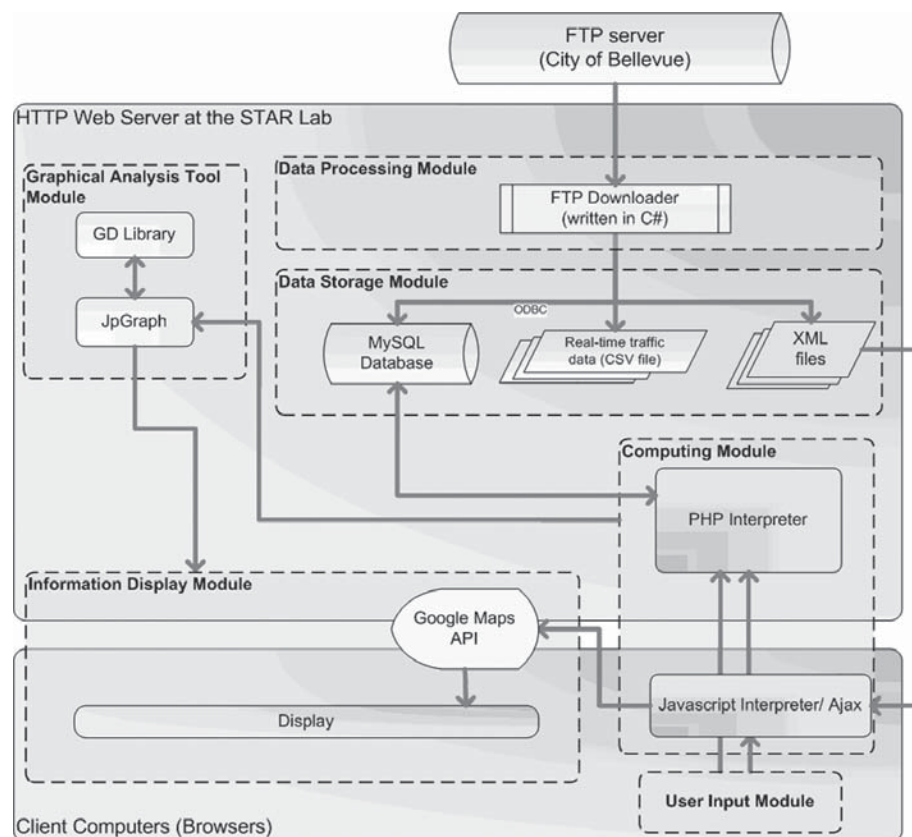 FTP server
(City of Bellevue)
HTTP Web Server at the STAR Lab
Graphical Analysis Tool
Module
GD Library
JpGraph
Data Processing Module
FTP Downloader
(written in C#)
Data Storage Module
ODBC
MySQL
Database
Real-time traffic
data (CSV file)
XML
files
Computing Module
PHP Interpreter
Information Display Module
Google Maps
API
Display
Javascript Interpreter/ Ajax
User Input Module
Client Computers (Browsers)